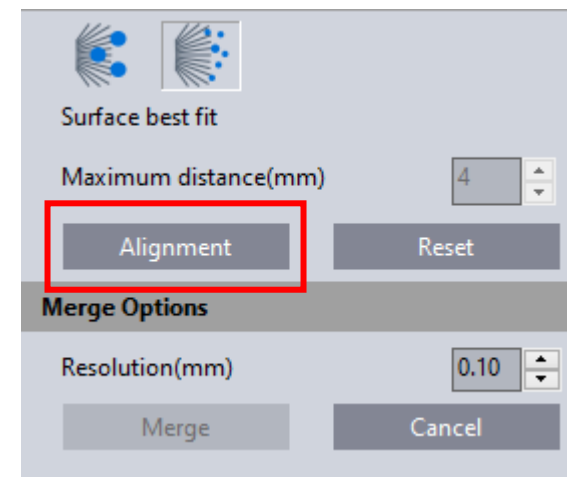 Surface best fit
Maximum distance(mm) 4
Alignment Reset
Merge Options
Resolution(mm) 0.10
Merge Cancel